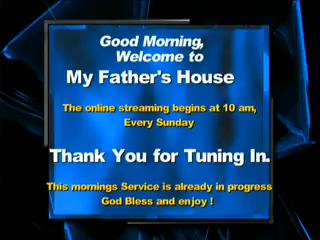 Good Morning,
Welcome to
My Father's House
The online streaming begins at 10 am,
Every Sunday
Thank You for Tuning In.
This mornings Service is already in progress
God Bless and enjoy !